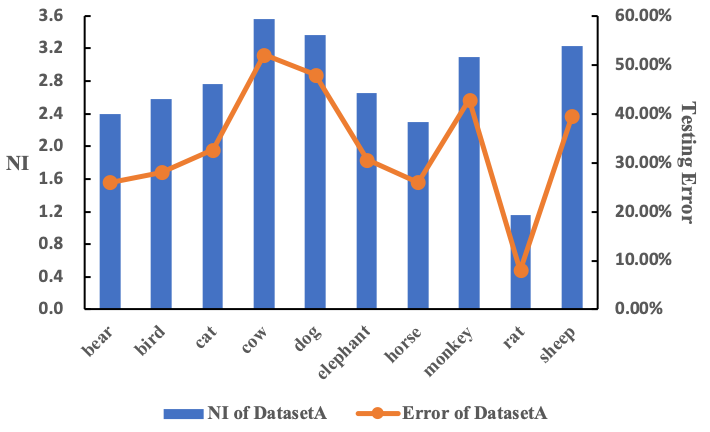 3.6
3.2
2.8
2.4
2.0
1.6
1.2
0.8
0.4
0.0
NI
60.00%
50.00%
40.00%
30.00%
20.00%
10.00%
0.00%
Testing Error
bear
bird
cat
cow
dog
elephant
horse
monkey
rat
sheep
NI of DatasetA
Error of DatasetA